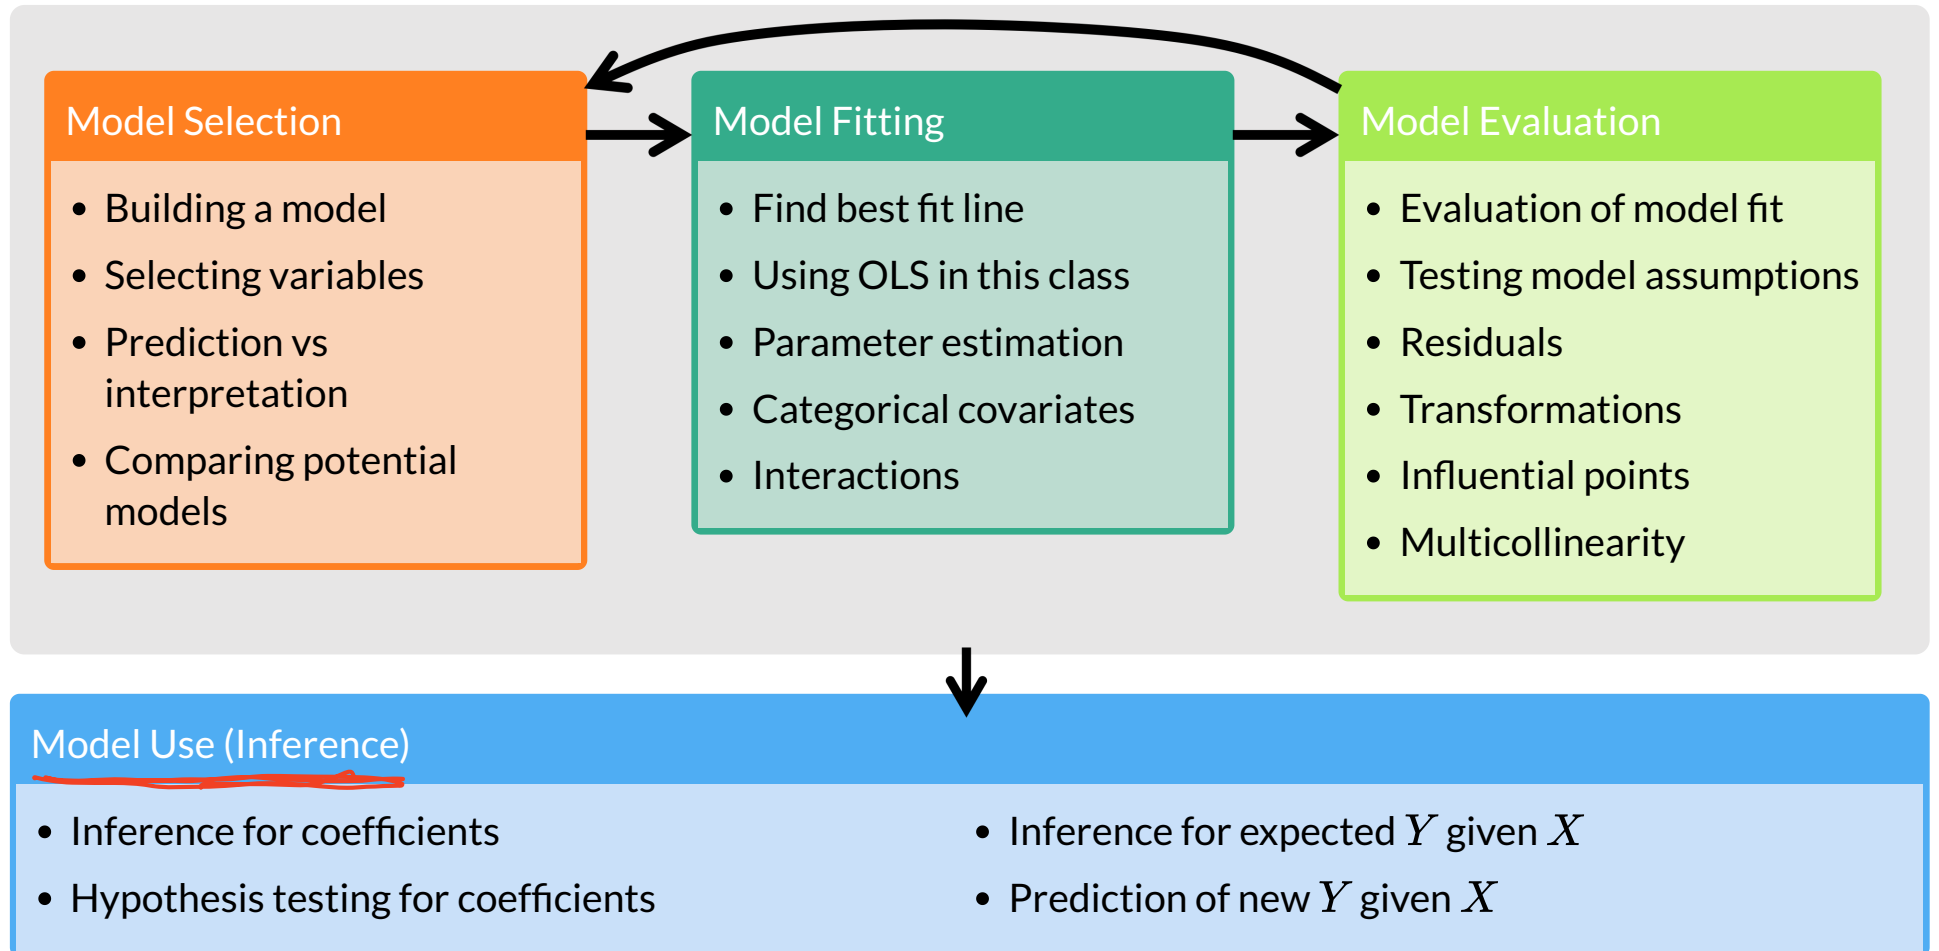 Model Selection
• Building a model
• Selecting variables
• Prediction vs
interpretation
• Comparing potential
models
Model Fitting
• Find best fit line
• Using OLS in this class
• Parameter estimation
• Categorical covariates
• Interactions
Model Evaluation
• Evaluation of model fit
• Testing model assumptions
• Residuals
• Transformations
• Influential points
• Multicollinearity
Model Use (Inference)
• Inference for coefficients
• Hypothesis testing for coefficients
• Inference for expected Y given X
• Prediction of new Y given X